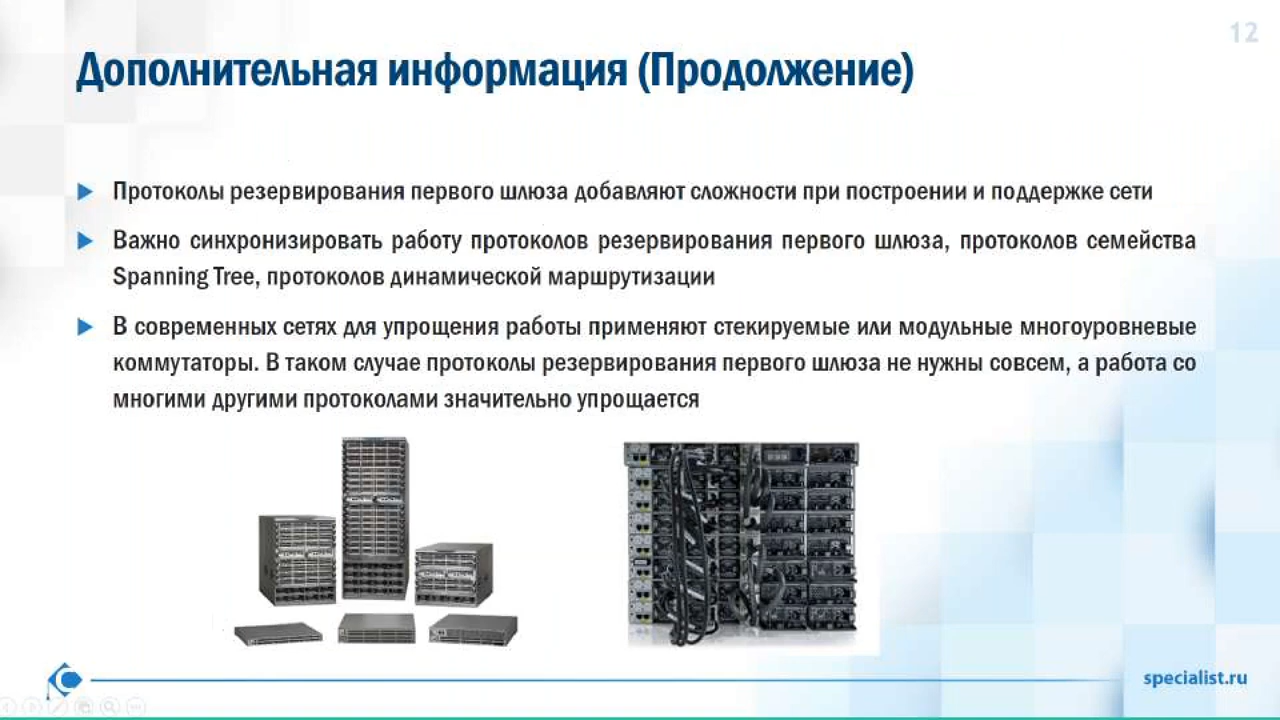 12
Дополнительная информация (Продолжение)
Протоколы резервирования первого шлюза добавляют сложности при построении и поддержке сети
Важно синхронизировать работу протоколов резервирования первого шлюза, протоколов семейства
Spanning Tree, протоколов динамической маршрутизации
В современных сетях для упрощения работы применяют стекируемые или модульные многоуровневые
коммутаторы. В таком случае протоколы резервирования первого шлюза не нужны совсем, а работа со
многими другими протоколами значительно упрощается
specialist.ru